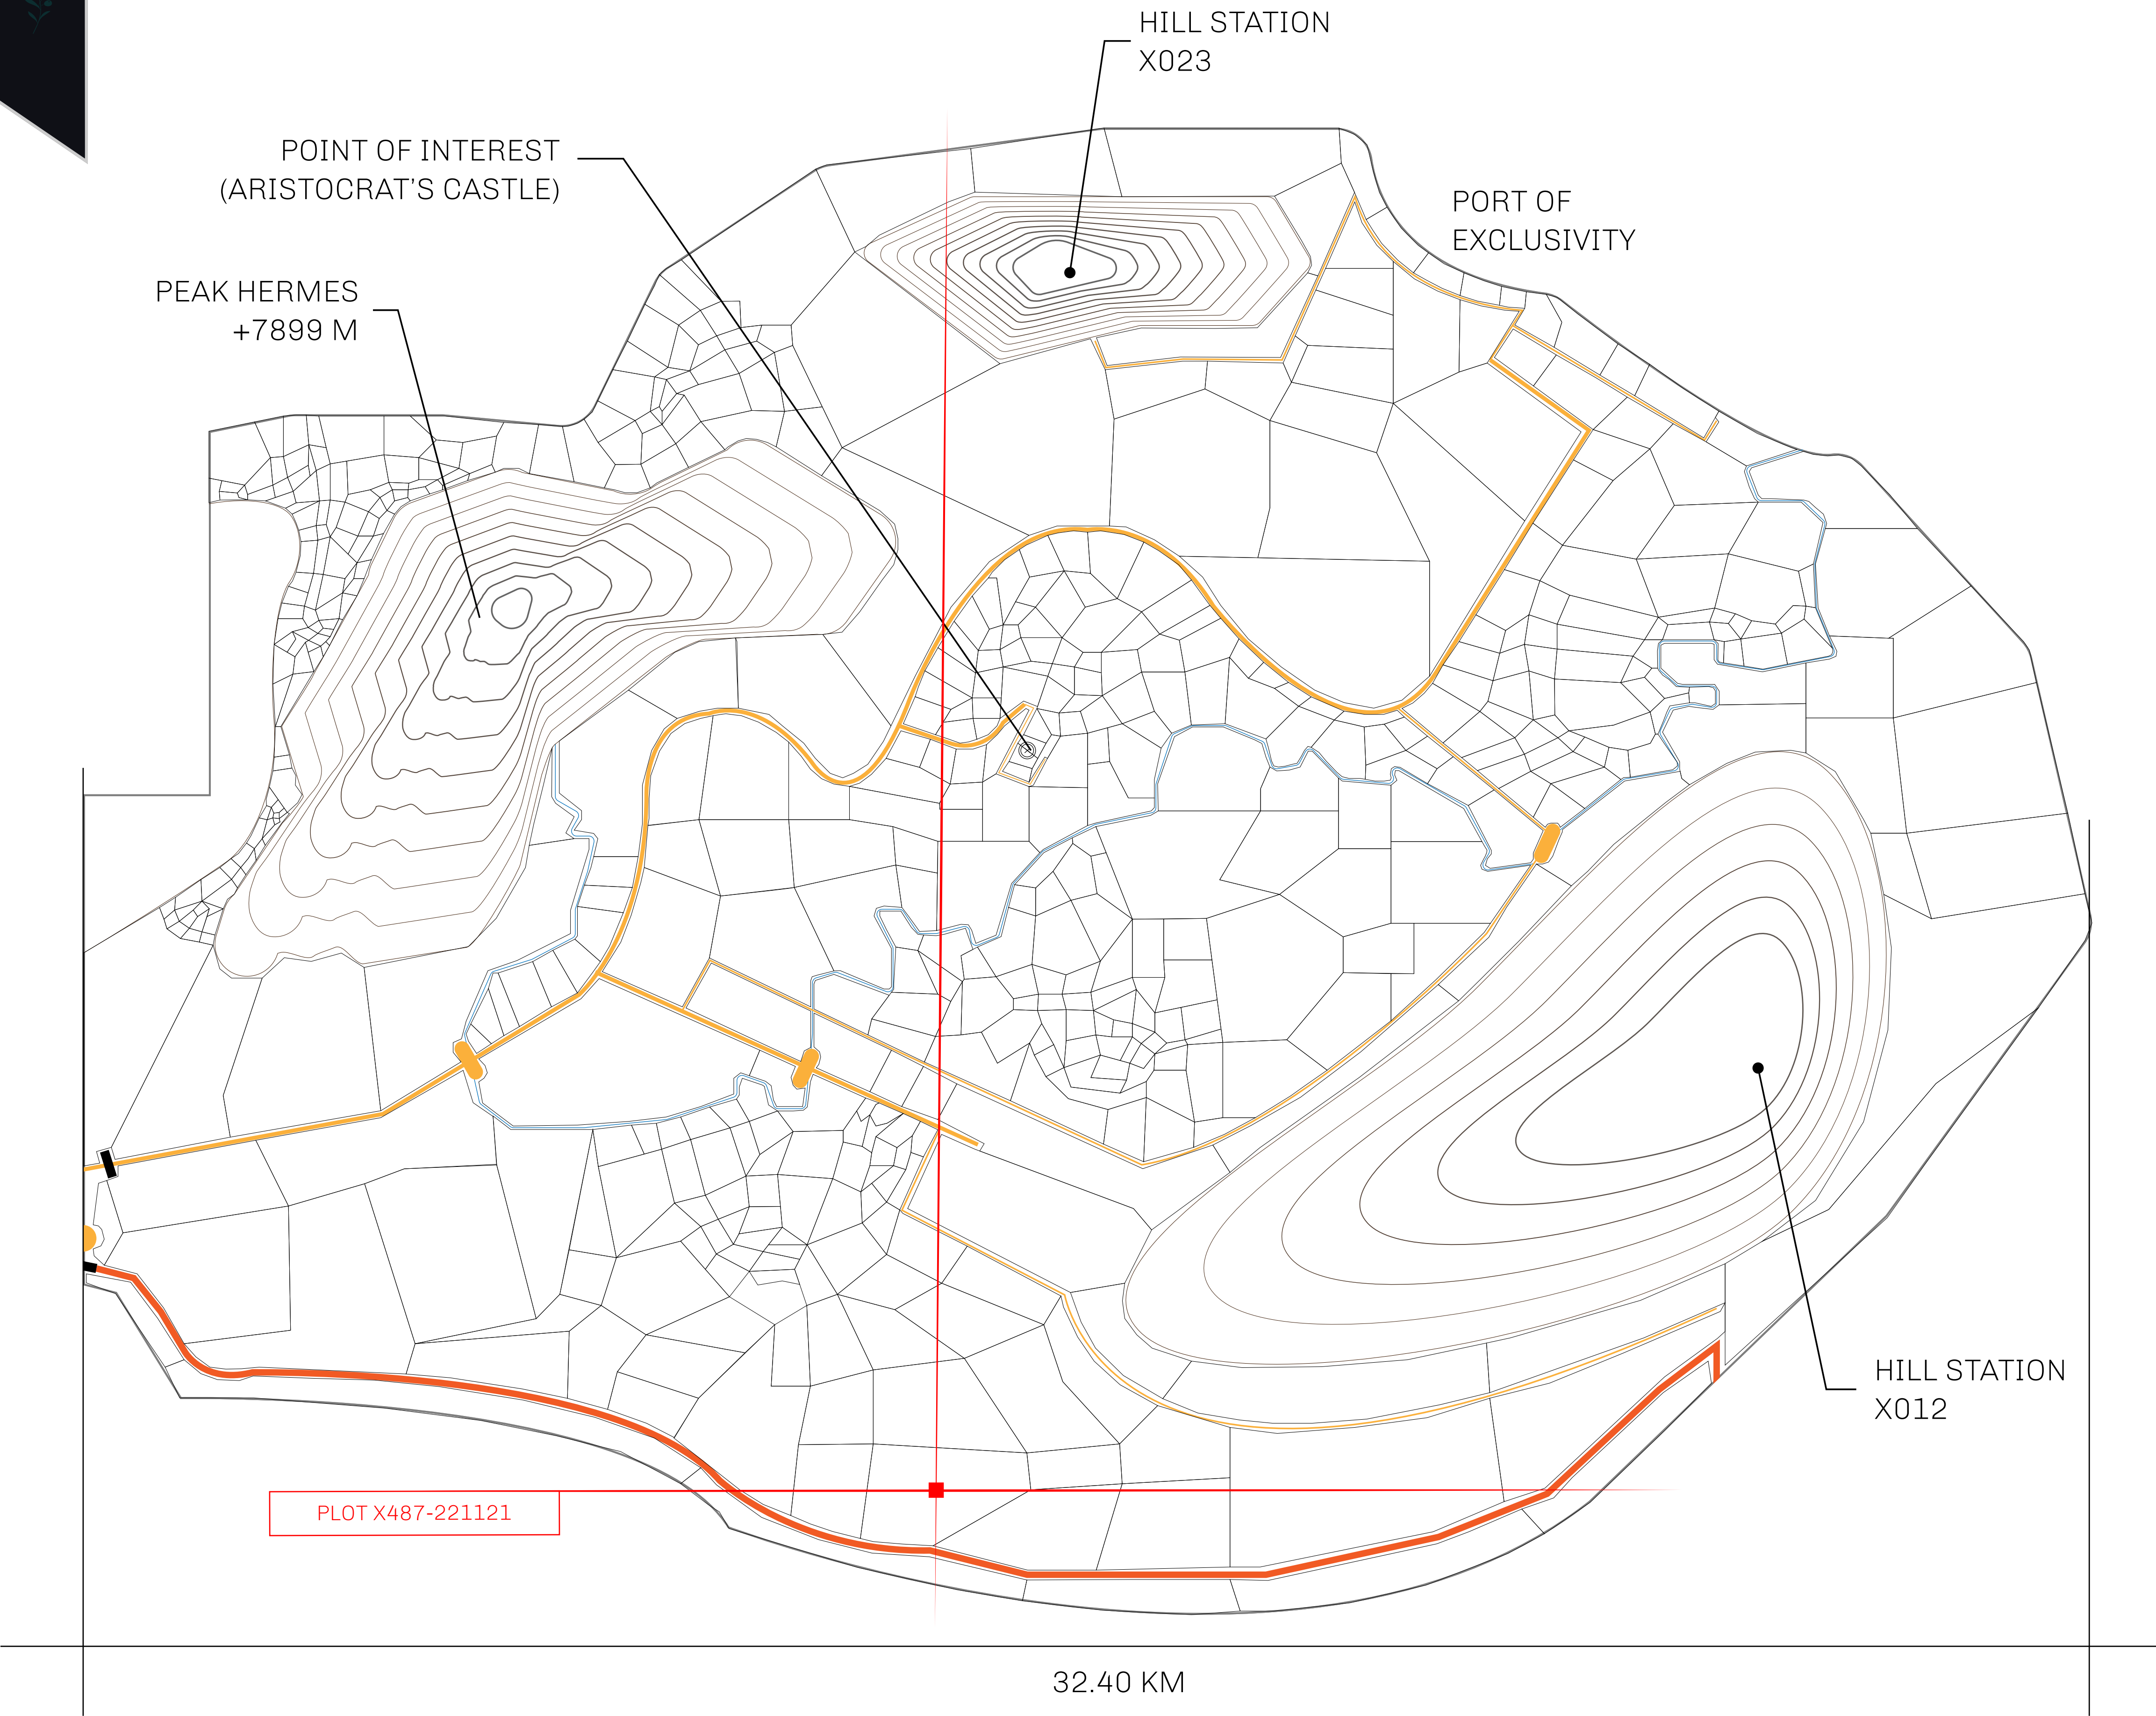 HILL STATION
X023
POINT OF INTEREST
(ARISTOCRAT'S CASTLE)
PORT OF
EXCLUSIVITY
PEAK HERMES
+7899 M
HILL STATION
X012
PLOT X487-221121
32.40 KM